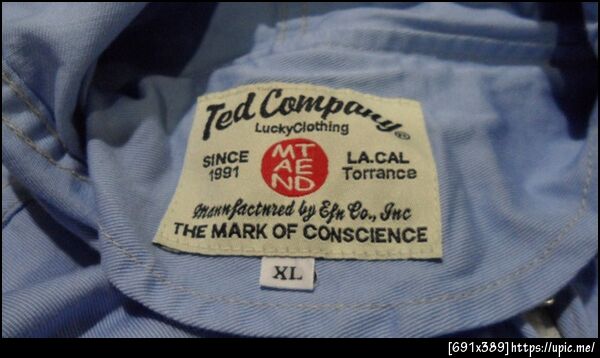 Ted Company®
LuckyClothing
SINCE
1991
MT
AE
ND
LA.CAL
Torrance
Manufactured by Efn Co., Inc
THE MARK OF CONSCIENCE
XL
[691x389]https://upic.me/